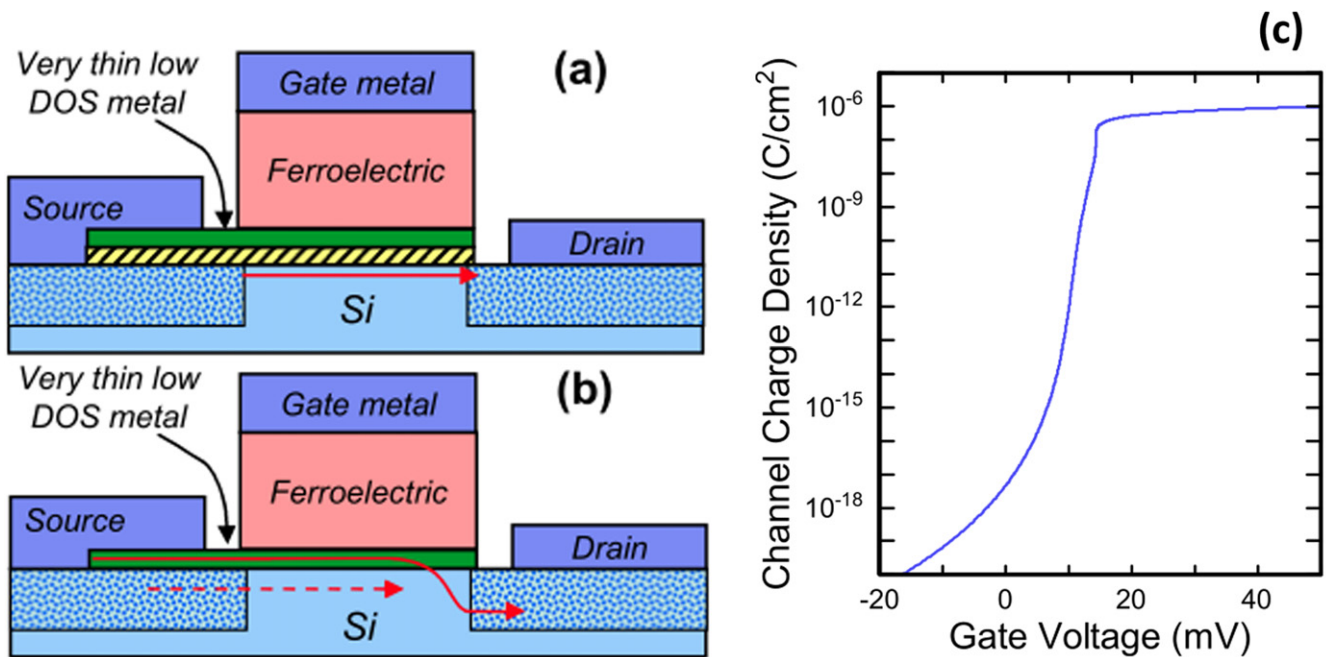 (a)
Very thin low
DOS metal
Gate metal
Ferroelectric
Source
Drain
Si
(b)
Very thin low
DOS metal
Gate metal
Ferroelectric
Source
Drain
Si
(c)
Channel Charge Density (C/cm²)
10⁻⁶
10⁻⁹
10⁻¹²
10⁻¹⁵
10⁻¹⁸
-20
0
20
40
Gate Voltage (mV)